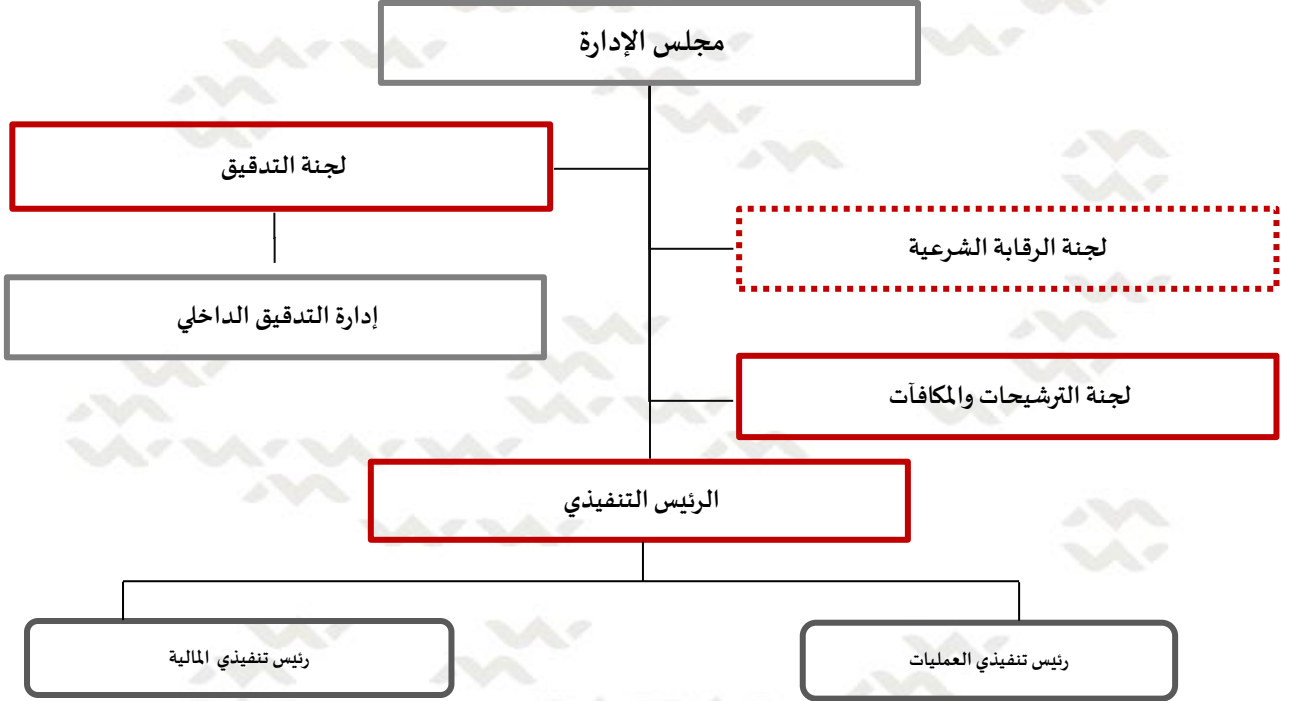 مجلس الإدارة
لجنة التدقيق
لجنة الرقابة الشرعية
إدارة التدقيق الداخلي
لجنة الترشيحات والمكافآت
الرئيس التنفيذي
رئيس تنفيذي العمليات
رئيس تنفيذي المالية